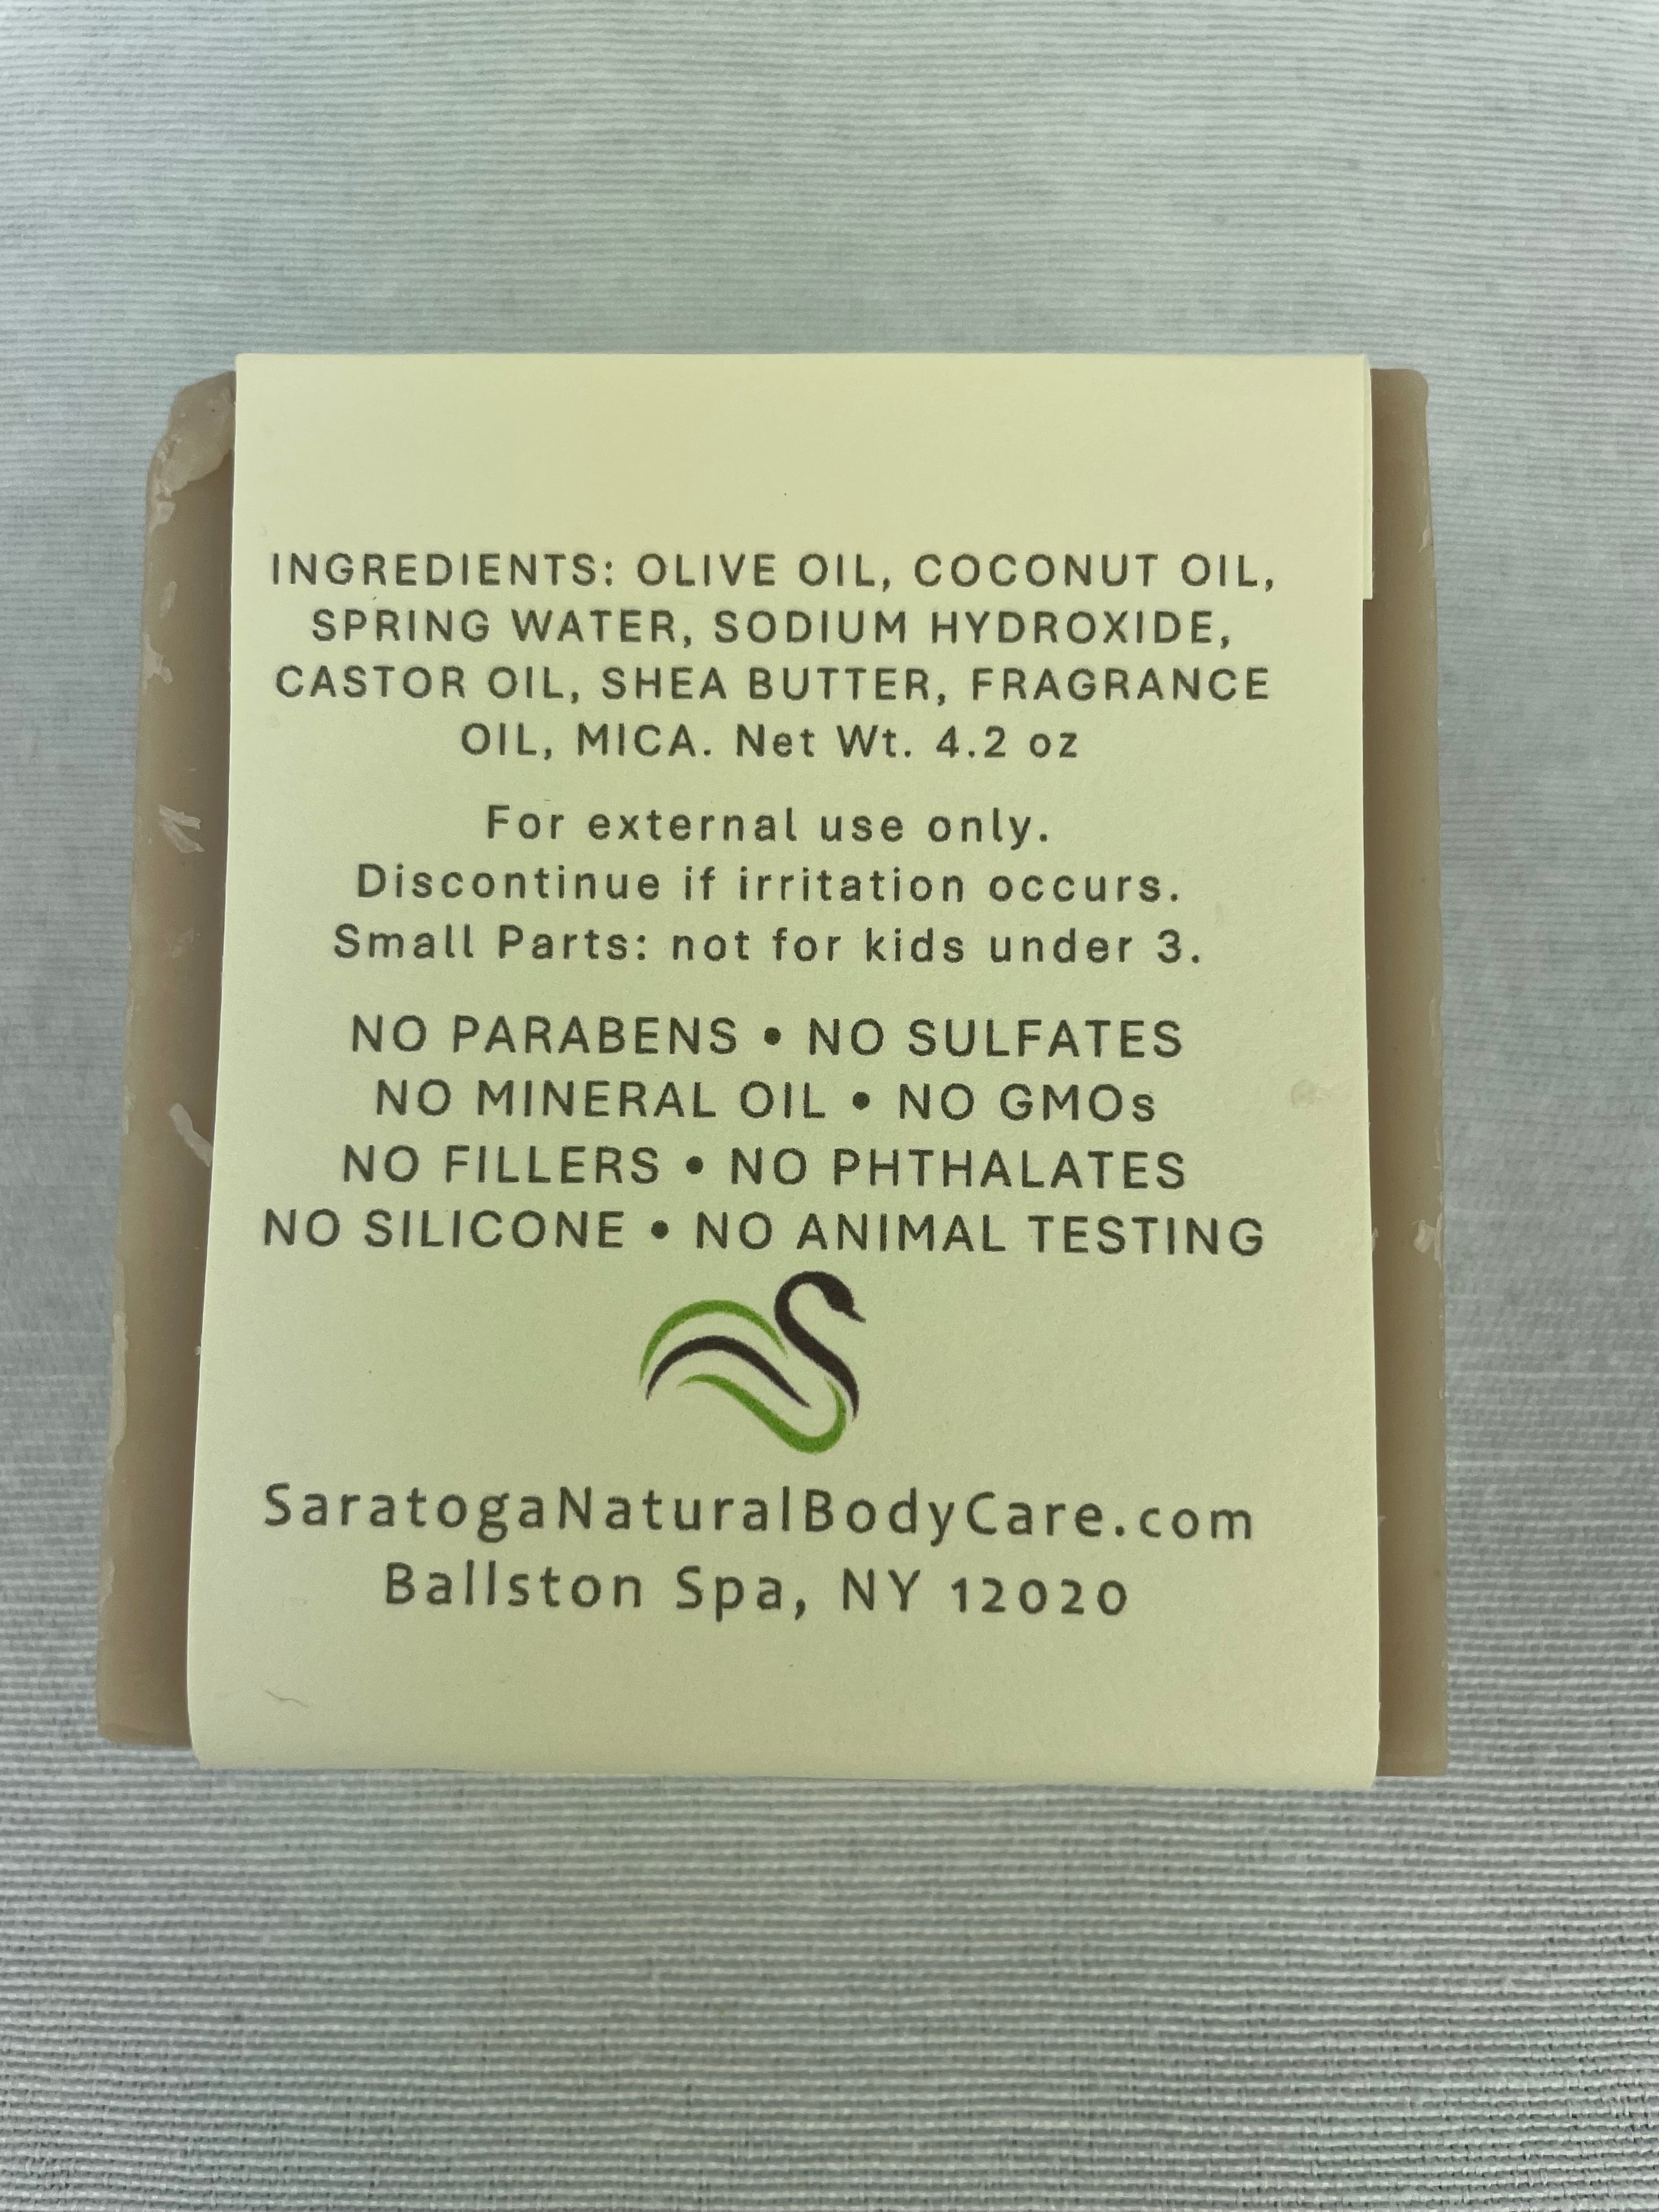 INGREDIENTS: OLIVE OIL, COCONUT OIL,
SPRING WATER, SODIUM HYDROXIDE,
CASTOR OIL, SHEA BUTTER, FRAGRANCE
OIL, MICA. Net Wt. 4.2 oz
For external use only.
Discontinue if irritation occurs.
Small Parts: not for kids under 3.
NO PARABENS • NO SULFATES
NO MINERAL OIL • NO GMOs
NO FILLERS • NO PHTHALATES
NO SILICONE • NO ANIMAL TESTING
SaratogaNaturalBodyCare.com
Ballston Spa, NY 12020